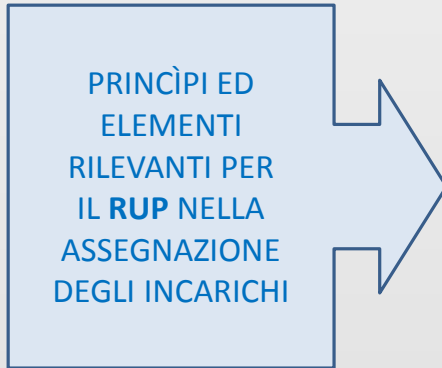 PRINCÌPI ED
ELEMENTI
RILEVANTI PER
IL RUP NELLA
ASSEGNAZIONE
DEGLI INCARICHI